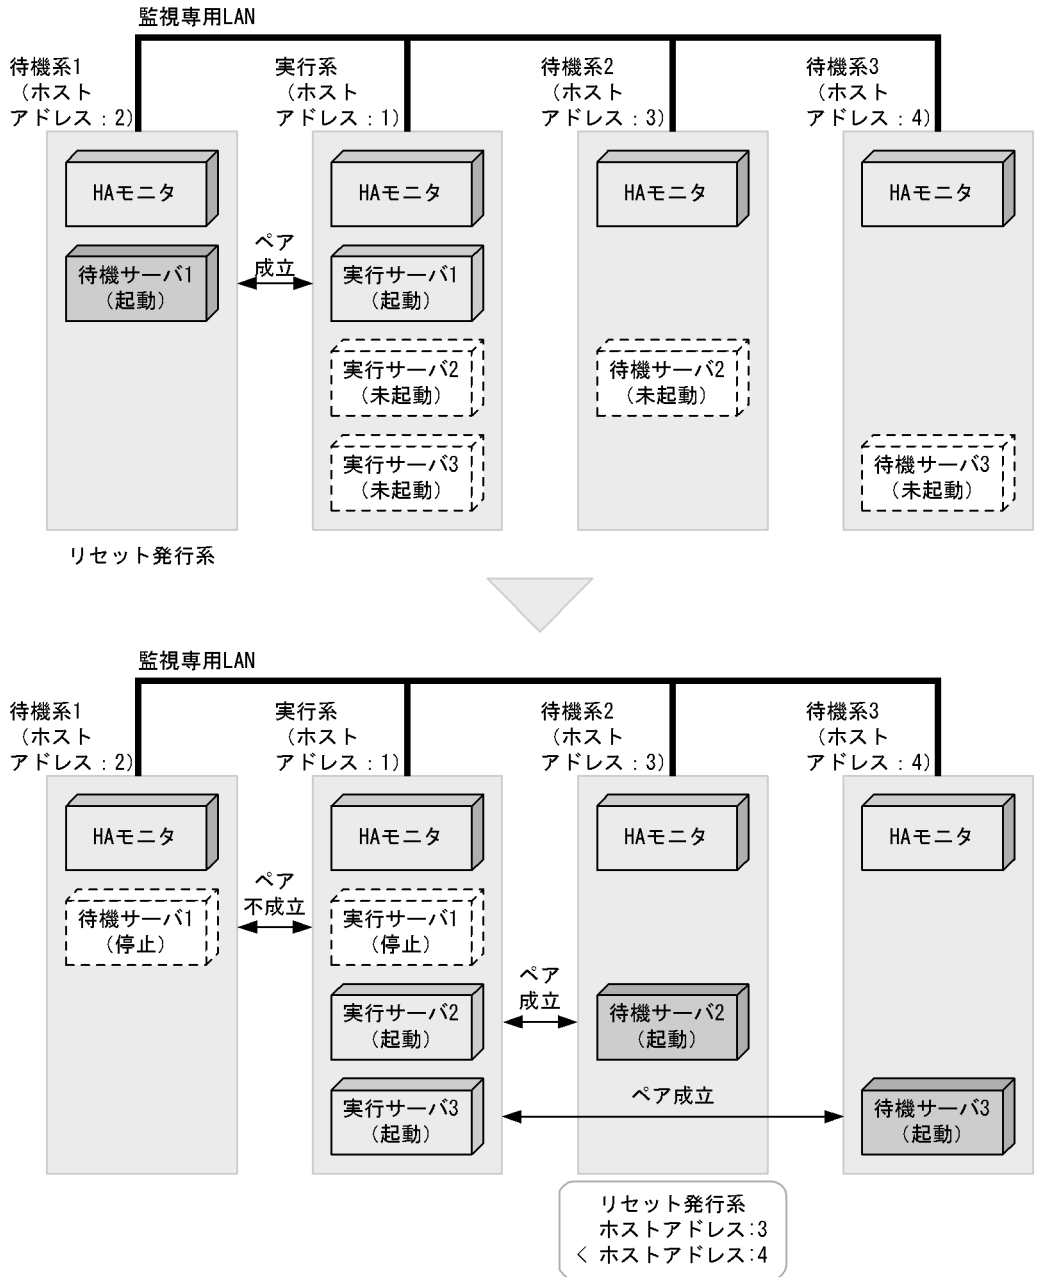 監視専用LAN
待機系1
（ホスト
アドレス：2）
実行系
（ホスト
アドレス：1）
待機系2
（ホスト
アドレス：3）
待機系3
（ホスト
アドレス：4）
HAモニタ
HAモニタ
HAモニタ
HAモニタ
待機サーバ1
（起動）
ペア
成立
実行サーバ1
（起動）
実行サーバ2
（未起動）
待機サーバ2
（未起動）
実行サーバ3
（未起動）
待機サーバ3
（未起動）
リセット発行系
監視専用LAN
待機系1
（ホスト
アドレス：2）
実行系
（ホスト
アドレス：1）
待機系2
（ホスト
アドレス：3）
待機系3
（ホスト
アドレス：4）
HAモニタ
HAモニタ
HAモニタ
HAモニタ
待機サーバ1
（停止）
ペア
不成立
実行サーバ1
（停止）
実行サーバ2
（起動）
ペア
成立
待機サーバ2
（起動）
実行サーバ3
（起動）
ペア成立
待機サーバ3
（起動）
リセット発行系
ホストアドレス:3
＜ ホストアドレス:4